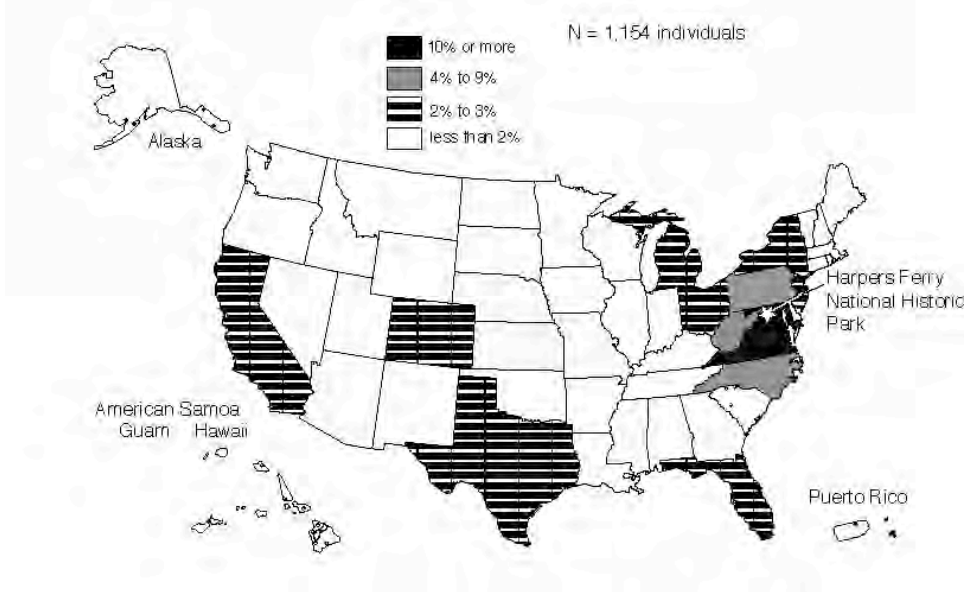 N = 1,154 individuals
10% or more
4% to 9%
2% to 3%
less than 2%
Alaska
Harpers Ferry
National Historic
Park
American Samoa
Guam Hawaii
Puerto Rico